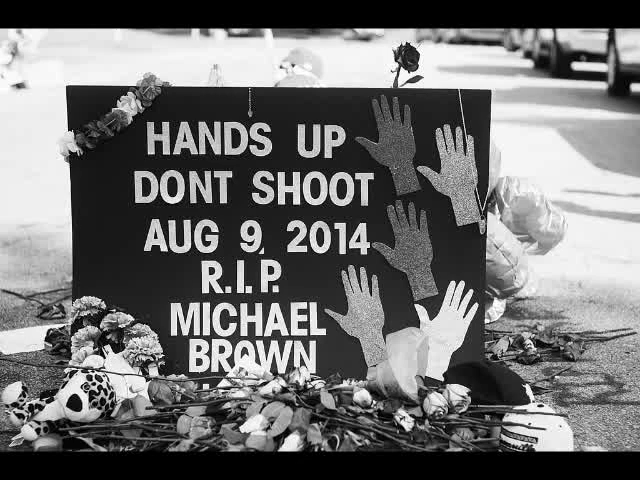 HANDS UP
DONT SHOOT
AUG 9, 2014
R.I.P.
MICHAEL
BROWN